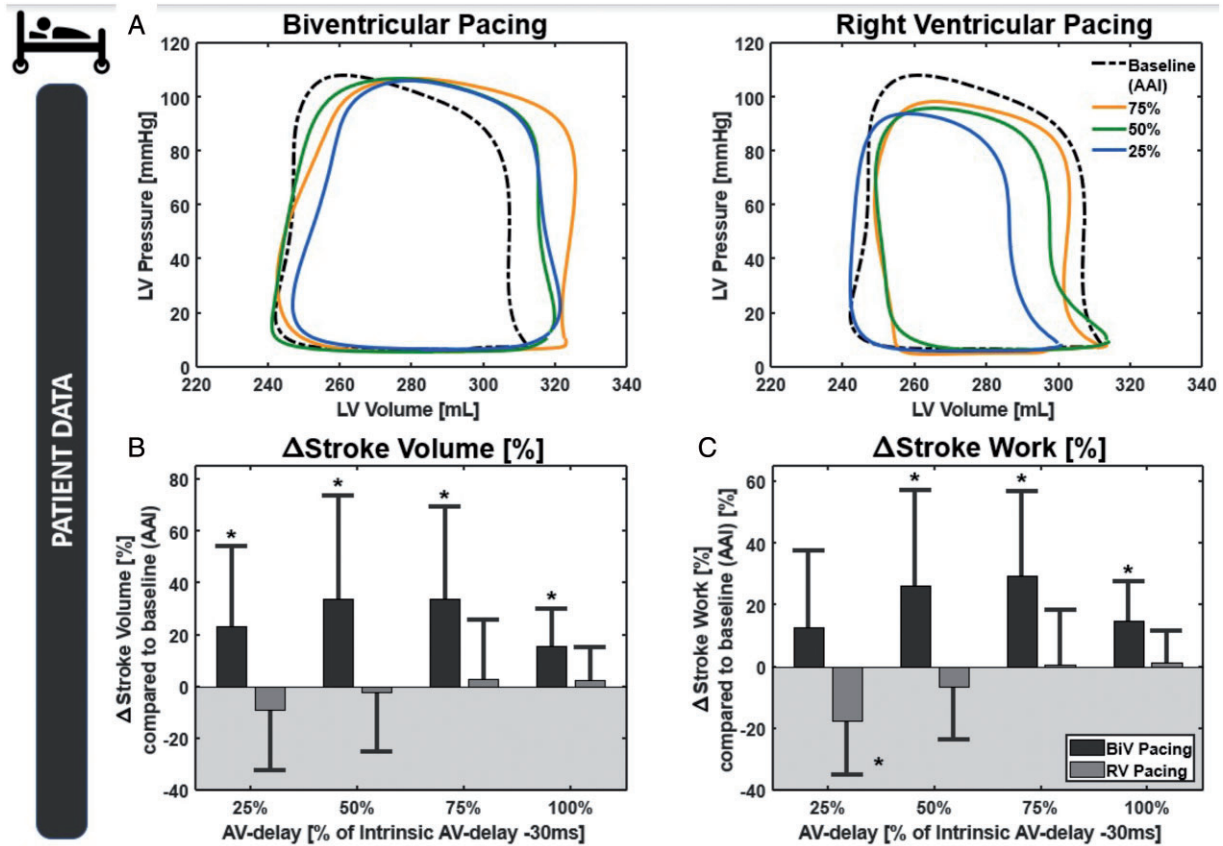 A
Biventricular Pacing
Right Ventricular Pacing
LV Pressure [mmHg]
120
100
80
60
40
20
0
220
240
260
280
300
320
340
LV Volume [mL]
LV Pressure [mmHg]
120
100
80
60
40
20
0
220
240
260
280
300
320
340
LV Volume [mL]
Baseline
(AAI)
75%
50%
25%
PATIENT DATA
B
ΔStroke Volume [%]
ΔStroke Volume [%]
compared to baseline (AAI)
80
60
40
20
0
-20
-40
*
*
*
*
25%
50%
75%
100%
AV-delay [% of Intrinsic AV-delay -30ms]
C
ΔStroke Work [%]
ΔStroke Work [%]
compared to baseline (AAI) [%]
60
40
20
0
-20
-40
*
*
*
*
BiV Pacing
RV Pacing
25%
50%
75%
100%
AV-delay [% of Intrinsic AV-delay -30ms]